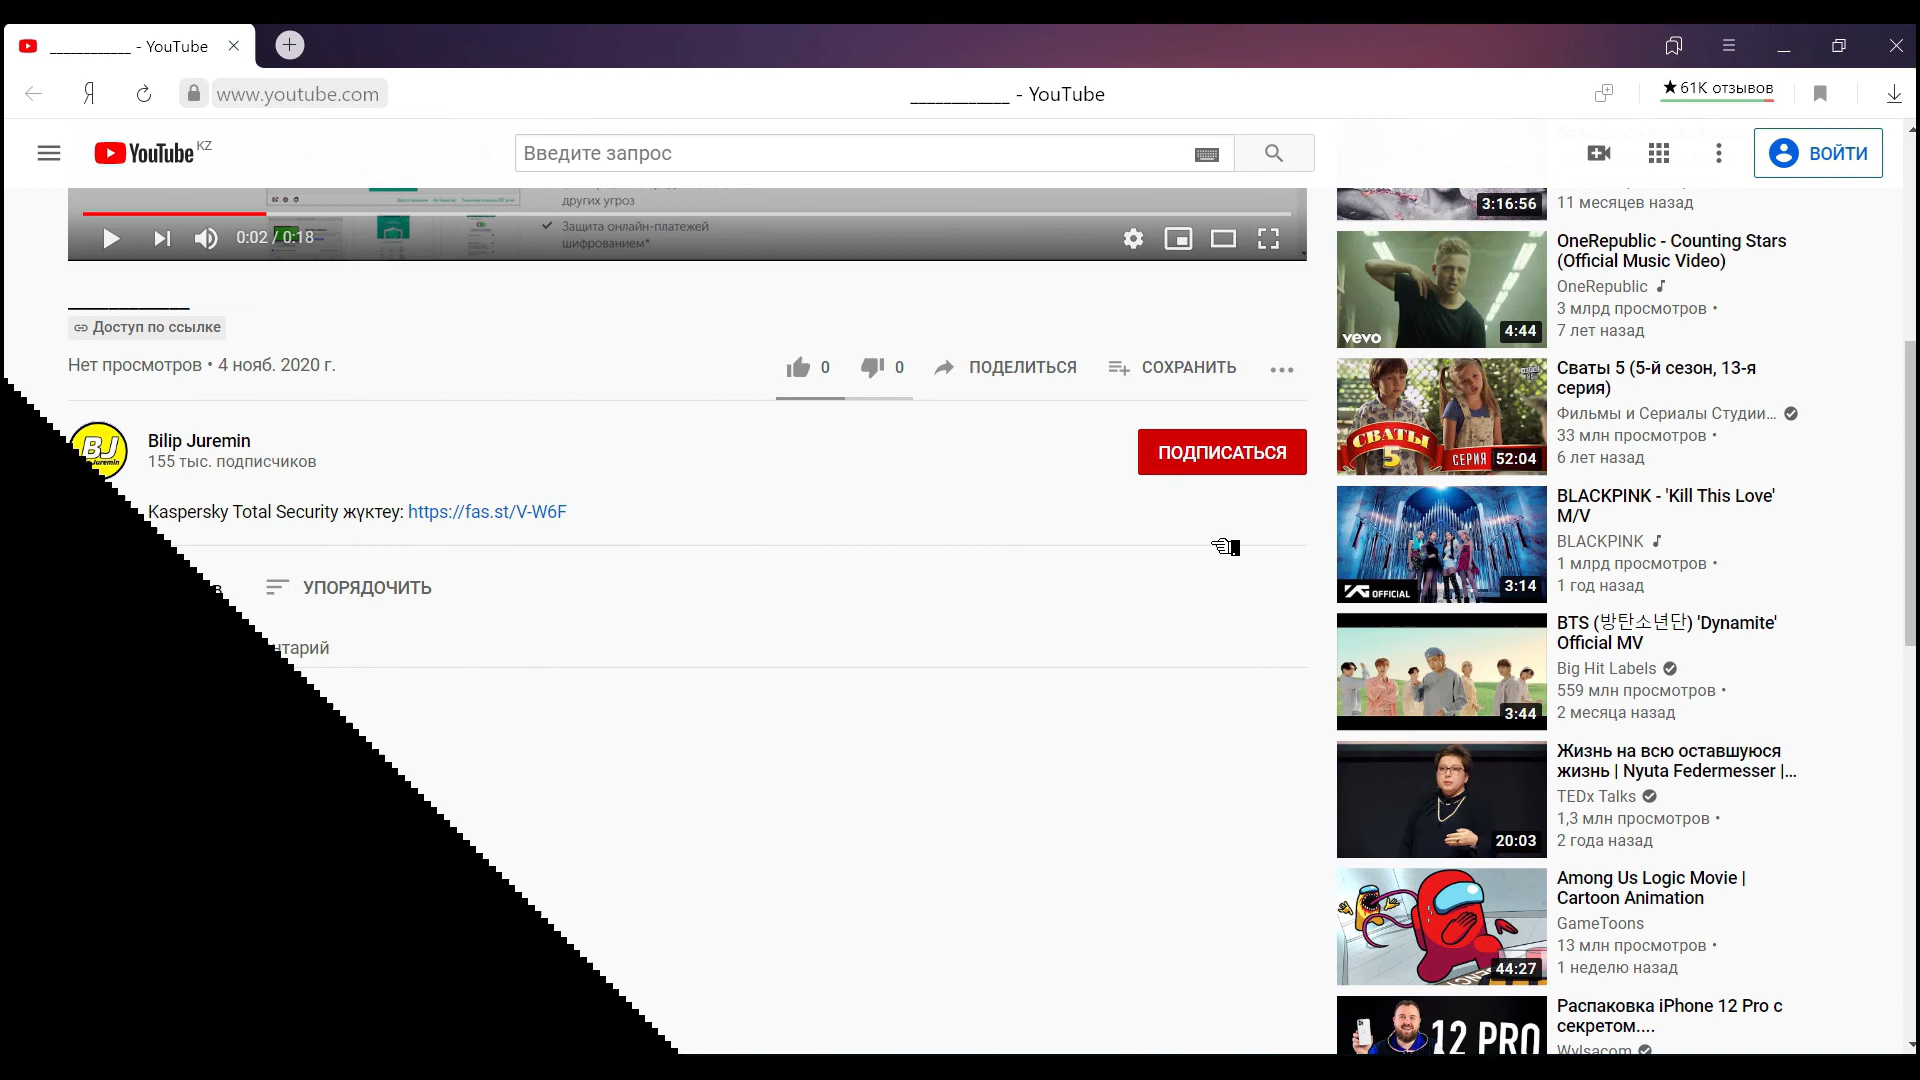 ____________ - YouTube
www.youtube.com
____________ - YouTube
★ 61K отзывов
YouTube KZ
Введите запрос
ВОЙТИ
других угроз
Защита онлайн-платежей
шифрованием*
0:02 / 0:18
____________
Доступ по ссылке
Нет просмотров • 4 нояб. 2020 г.
0
0
ПОДЕЛИТЬСЯ
СОХРАНИТЬ
BJ
Bilip Juremin
155 тыс. подписчиков
ПОДПИСАТЬСЯ
Kaspersky Total Security жүктеу: https://fas.st/V-W6F
УПОРЯДОЧИТЬ
нтарий
3:16:56
11 месяцев назад
vevo
4:44
OneRepublic - Counting Stars
(Official Music Video)
OneRepublic
3 млрд просмотров •
7 лет назад
СВАТЫ
5
СЕРИЯ
52:04
Сваты 5 (5-й сезон, 13-я
серия)
Фильмы и Сериалы Студии...
33 млн просмотров •
6 лет назад
YG OFFICIAL
3:14
BLACKPINK - 'Kill This Love'
M/V
BLACKPINK
1 млрд просмотров •
1 год назад
3:44
BTS (방탄소년단) 'Dynamite'
Official MV
Big Hit Labels
559 млн просмотров •
2 месяца назад
20:03
Жизнь на всю оставшуюся
жизнь | Nyuta Federmesser |...
TEDx Talks
1,3 млн просмотров •
2 года назад
44:27
Among Us Logic Movie |
Cartoon Animation
GameToons
13 млн просмотров •
1 неделю назад
12 PRO
Распаковка iPhone 12 Pro с
секретом....
Wylsacom